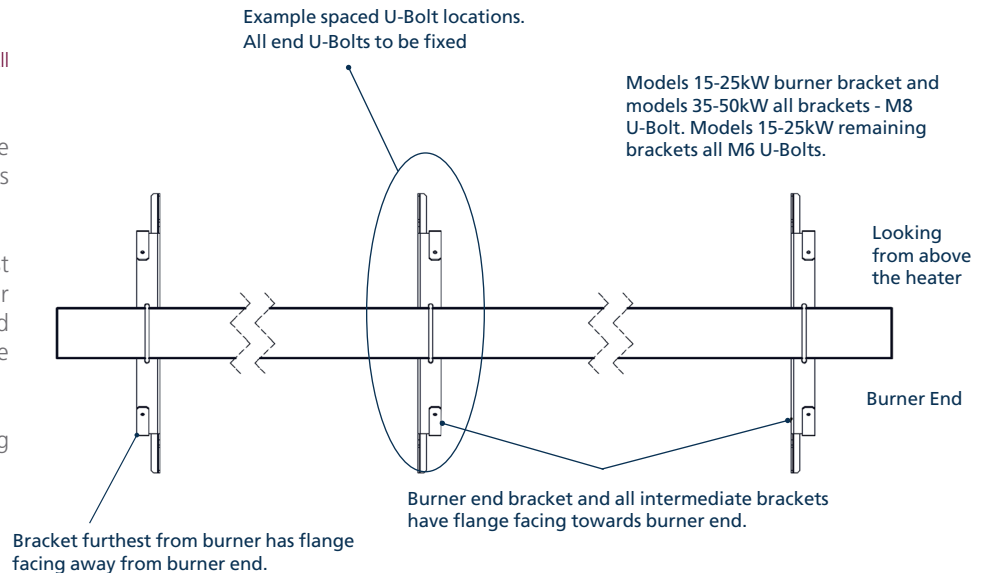 Example spaced U-Bolt locations.
All end U-Bolts to be fixed
ll
Models 15-25kW burner bracket and
models 35-50kW all brackets - M8
U-Bolt. Models 15-25kW remaining
brackets all M6 U-Bolts.
e
s
Looking
from above
the heater
t
r
d
e
Burner End
g
Burner end bracket and all intermediate brackets
have flange facing towards burner end.
Bracket furthest from burner has flange
facing away from burner end.